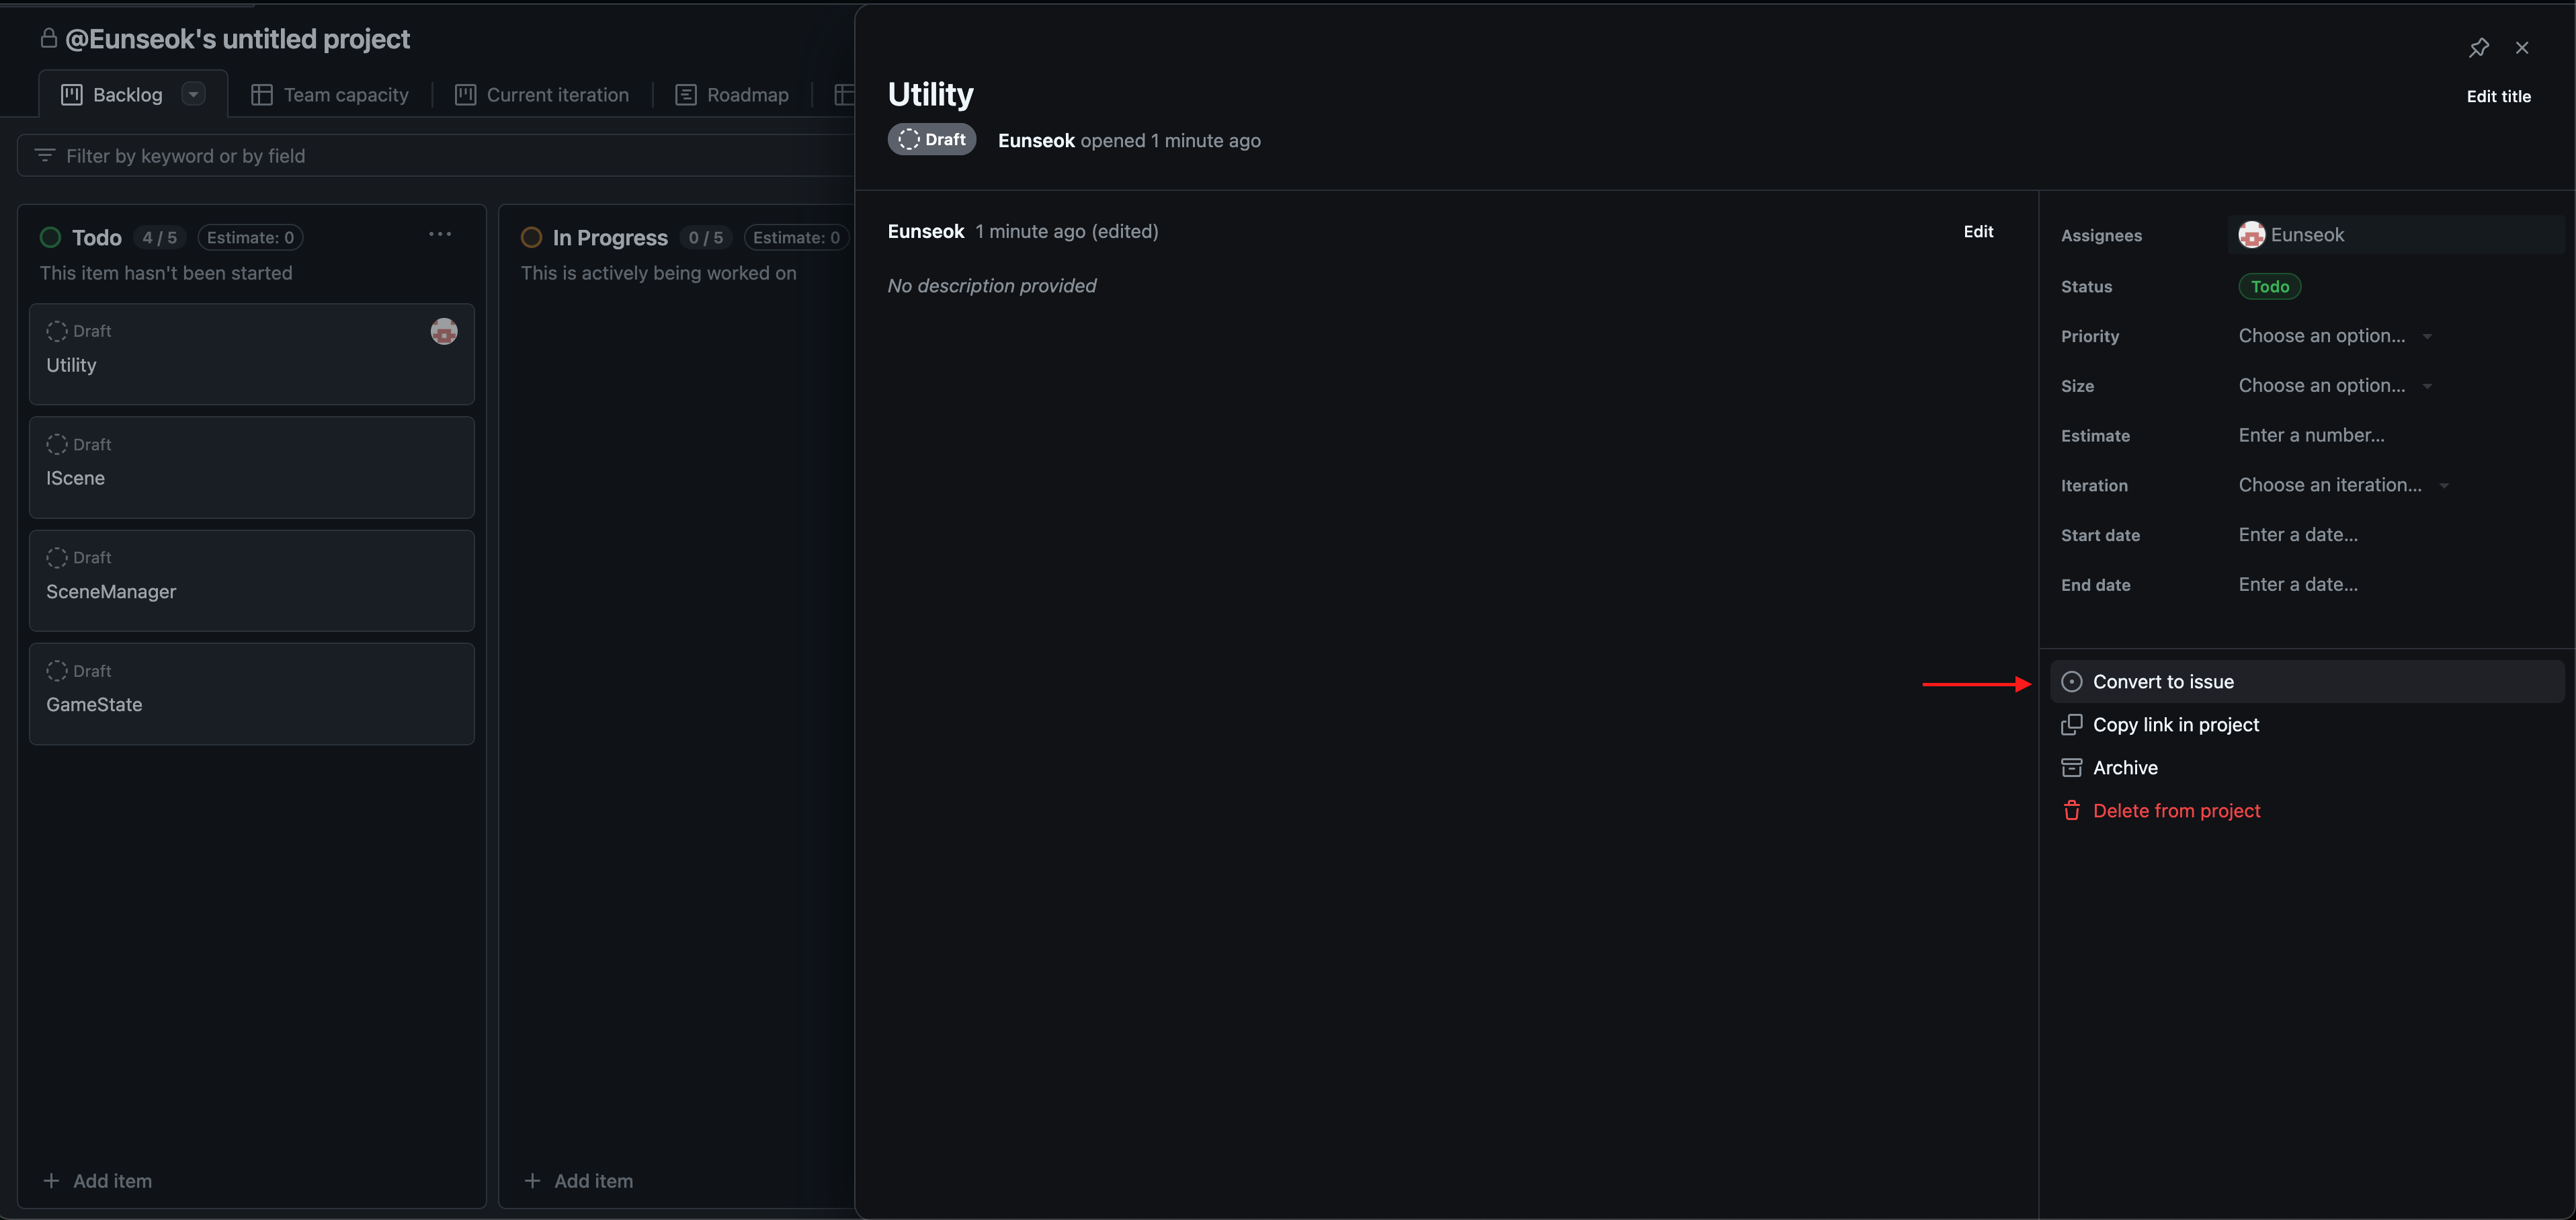 @Eunseok's untitled project
Backlog
Team capacity
Current iteration
Roadmap
Filter by keyword or by field
Todo 4 / 5 Estimate: 0
This item hasn't been started
Draft
Utility
Draft
IScene
Draft
SceneManager
Draft
GameState
Add item
In Progress 0 / 5 Estimate: 0
This is actively being worked on
Add item
Utility
Edit title
Draft Eunseok opened 1 minute ago
Eunseok 1 minute ago (edited) Edit
No description provided
Assignees Eunseok
Status Todo
Priority Choose an option...
Size Choose an option...
Estimate Enter a number...
Iteration Choose an iteration...
Start date Enter a date...
End date Enter a date...
Convert to issue
Copy link in project
Archive
Delete from project